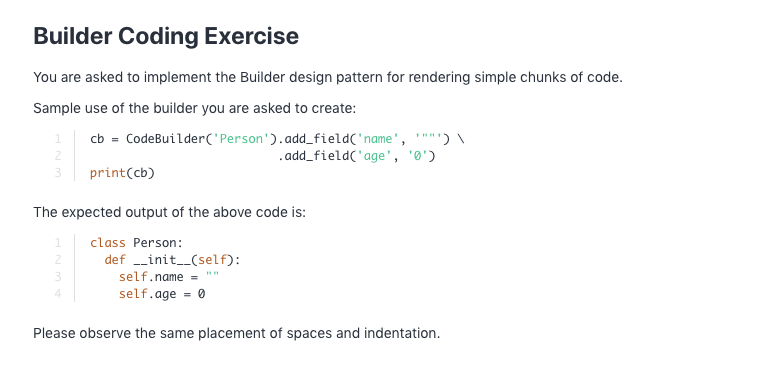 Builder Coding Exercise
You are asked to implement the Builder design pattern for rendering simple chunks of code.
Sample use of the builder you are asked to create:
1 cb = CodeBuilder('Person').add_field('name', '""') \
2                           .add_field('age', '0')
3 print(cb)
The expected output of the above code is:
1 class Person:
2   def __init__(self):
3     self.name = ""
4     self.age = 0
Please observe the same placement of spaces and indentation.